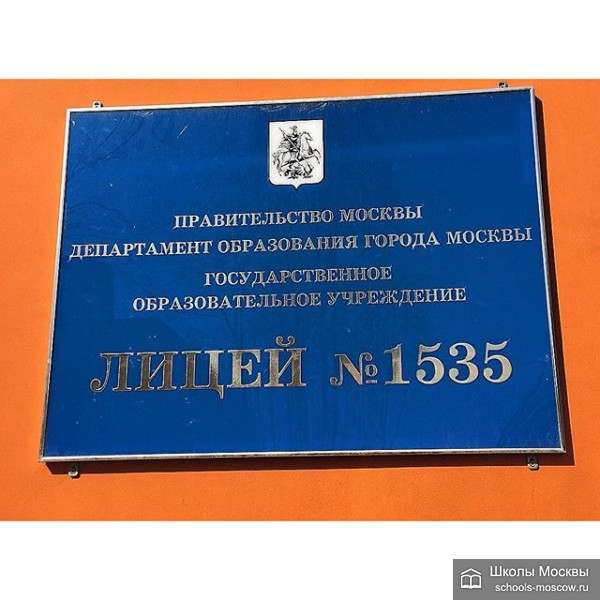 ПРАВИТЕЛЬСТВО МОСКВЫ
ДЕПАРТАМЕНТ ОБРАЗОВАНИЯ ГОРОДА МОСКВЫ
ГОСУДАРСТВЕННОЕ
ОБРАЗОВАТЕЛЬНОЕ УЧРЕЖДЕНИЕ
ЛИЦЕЙ №1535
Школы Москвы
schools-moscow.ru